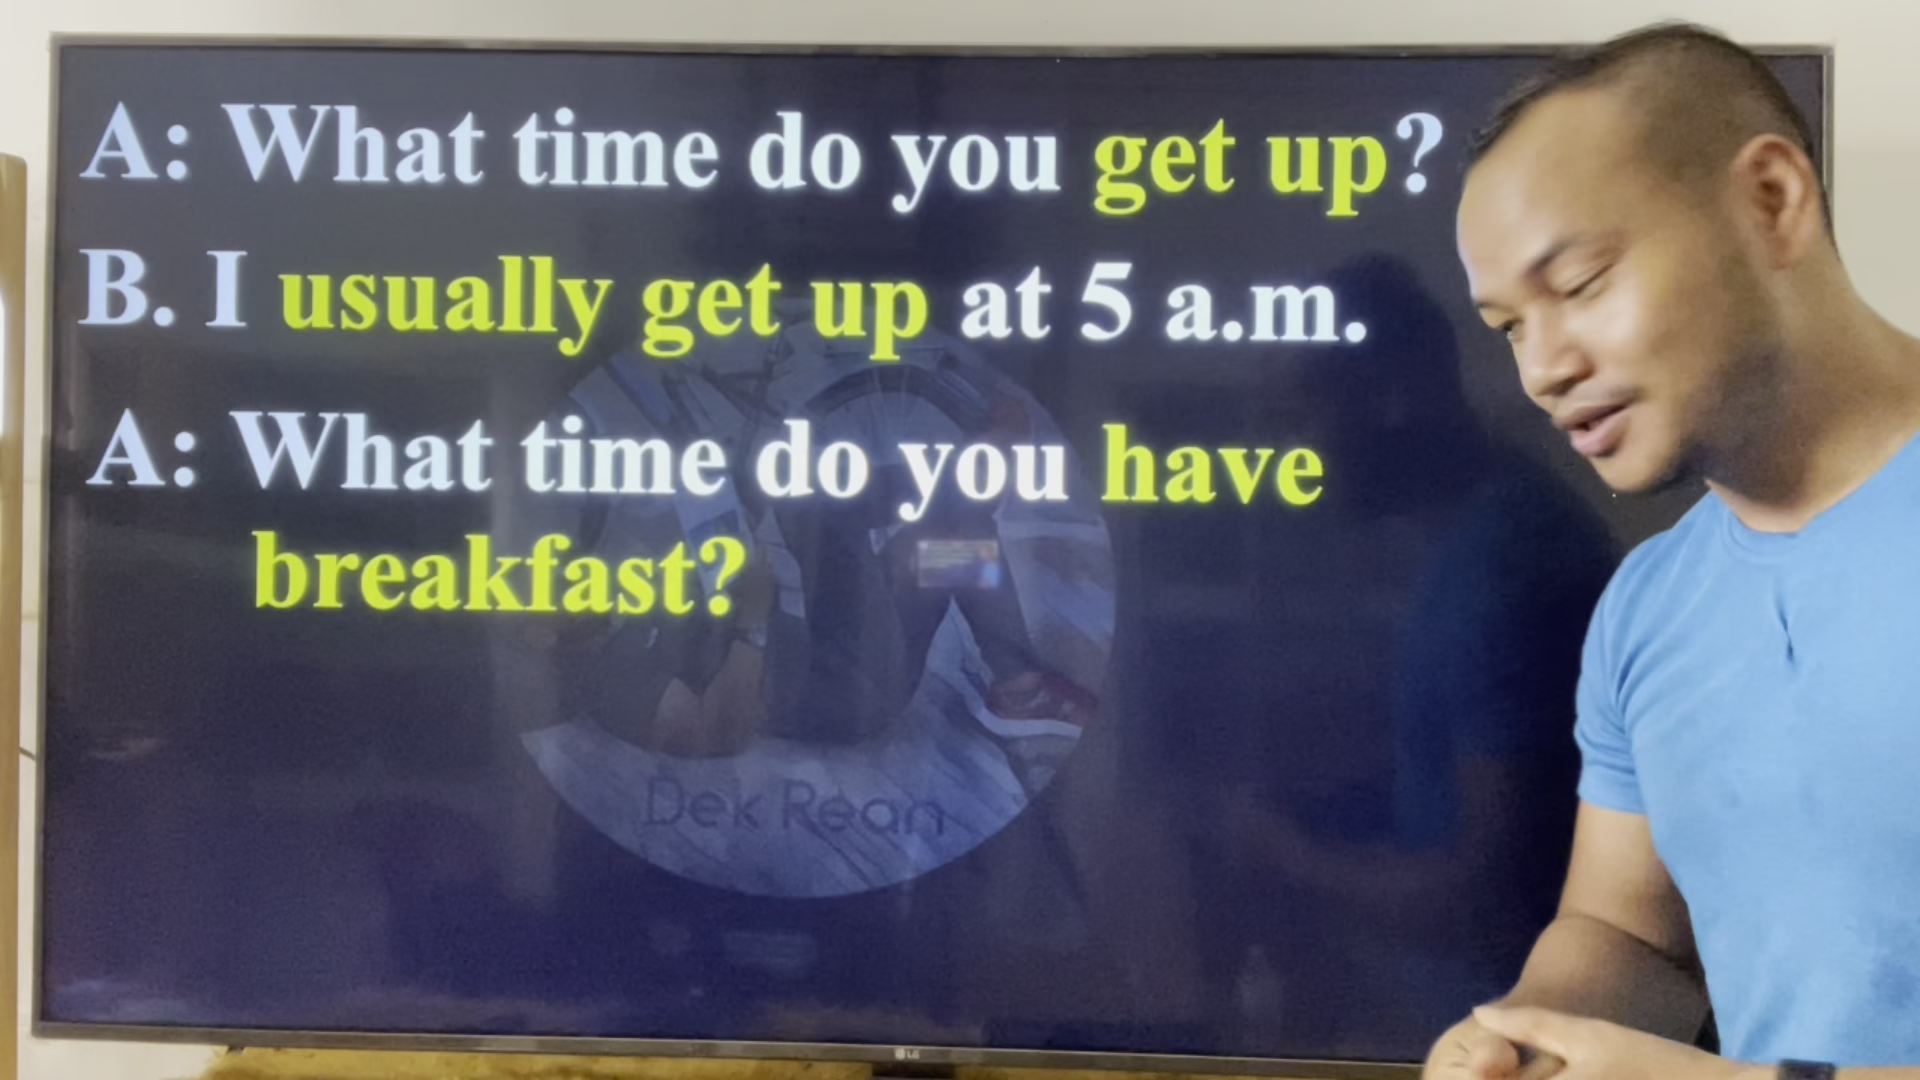 A: What time do you get up?
B. I usually get up at 5 a.m.
A: What time do you have
breakfast?
Dek Rean
LG